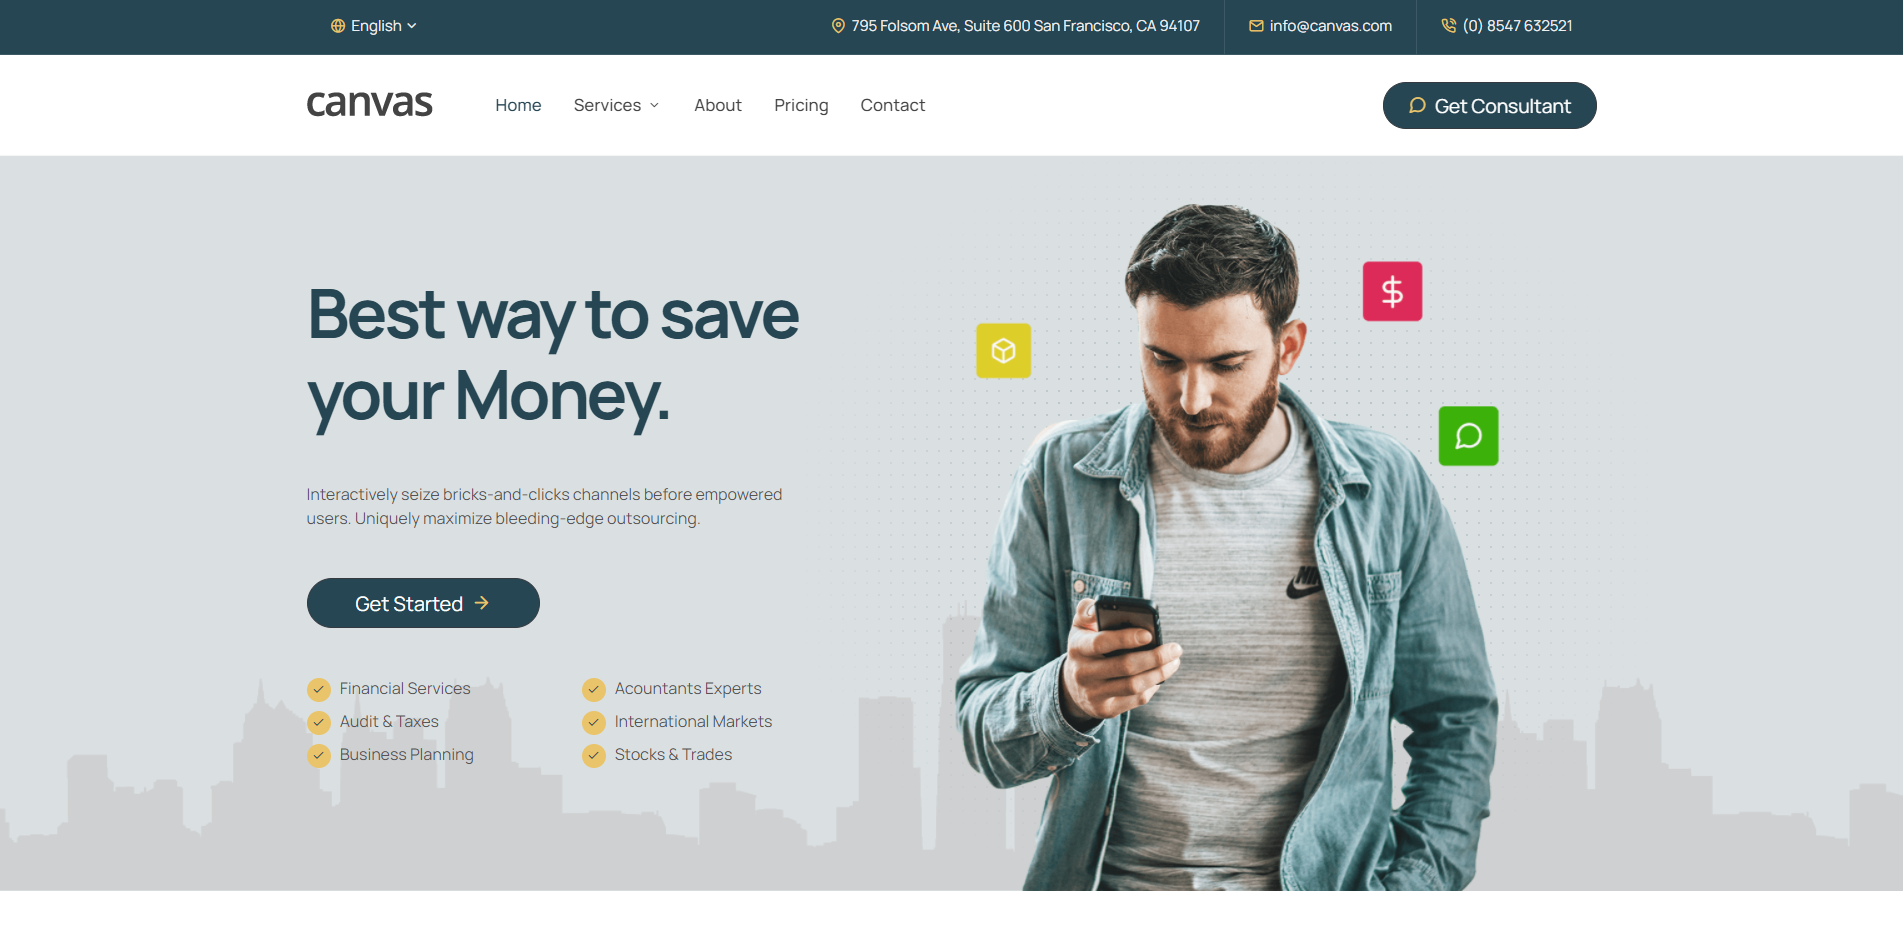 English
795 Folsom Ave, Suite 600 San Francisco, CA 94107
info@canvas.com
(0) 8547 632521
canvas
Home
Services
About
Pricing
Contact
Get Consultant
Best way to save
your Money.
Interactively seize bricks-and-clicks channels before empowered
users. Uniquely maximize bleeding-edge outsourcing.
Get Started
Financial Services
Acountants Experts
Audit & Taxes
International Markets
Business Planning
Stocks & Trades